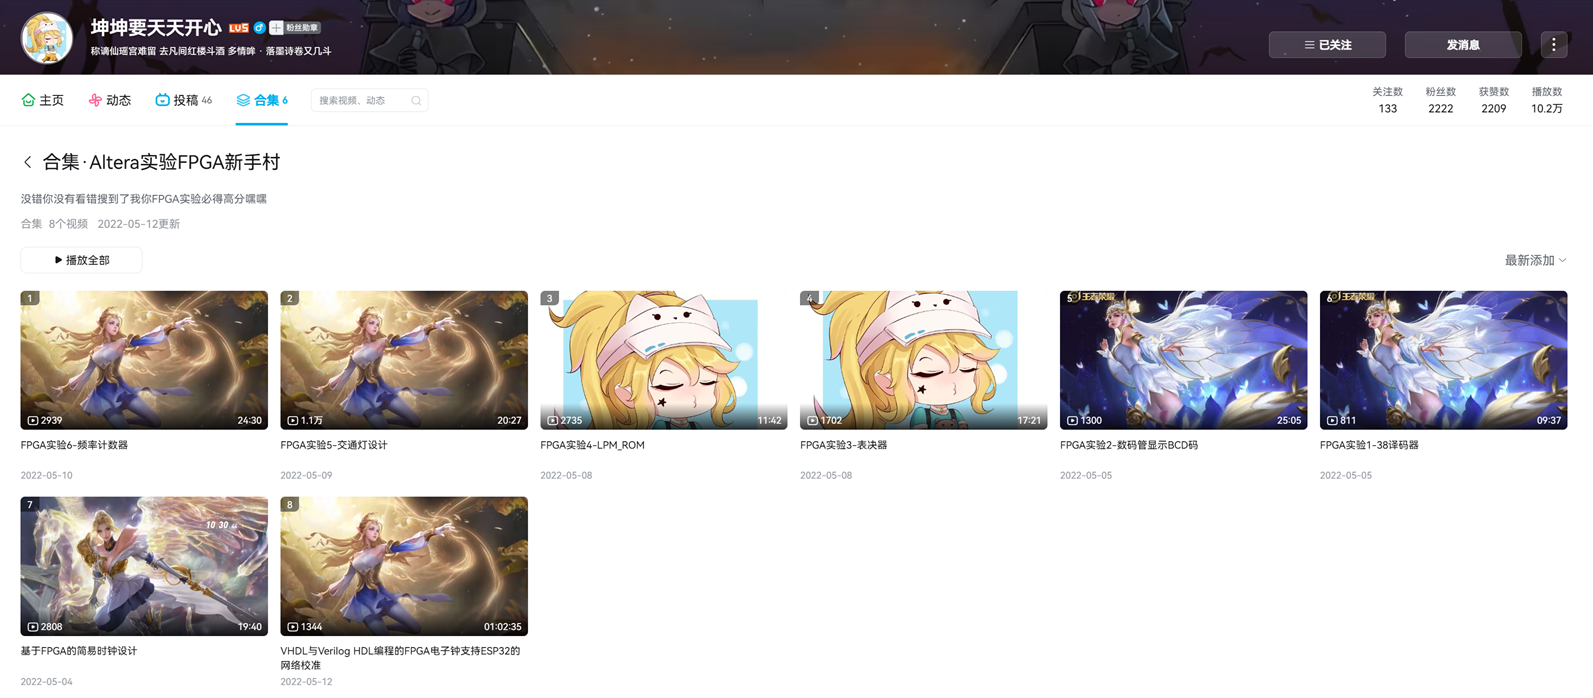 坤坤要天天开心 LV5 粉丝勋章
称谪仙瑶宫难留 去凡间红楼斗酒 多情眸 · 落墨诗卷又几斗
已关注
发消息
主页
动态
投稿 46
合集 6
搜索视频、动态
关注数 粉丝数 获赞数 播放数
133 2222 2209 10.2万
合集·Altera实验FPGA新手村
没错你没有看错搜到了我你FPGA实验必得高分嘿嘿
合集 8个视频 2022-05-12更新
播放全部
最新添加
1
2939 24:30
FPGA实验6-频率计数器
2022-05-10
2
1.1万 20:27
FPGA实验5-交通灯设计
2022-05-09
3
2735 11:42
FPGA实验4-LPM_ROM
2022-05-08
4
1702 17:21
FPGA实验3-表决器
2022-05-08
5 王者荣耀
1300 25:05
FPGA实验2-数码管显示BCD码
2022-05-05
6 王者荣耀
811 09:37
FPGA实验1-38译码器
2022-05-05
7
10 30
2808 19:40
基于FPGA的简易时钟设计
2022-05-04
8
1344 01:02:35
VHDL与Verilog HDL编程的FPGA电子钟支持ESP32的
网络校准
2022-05-12